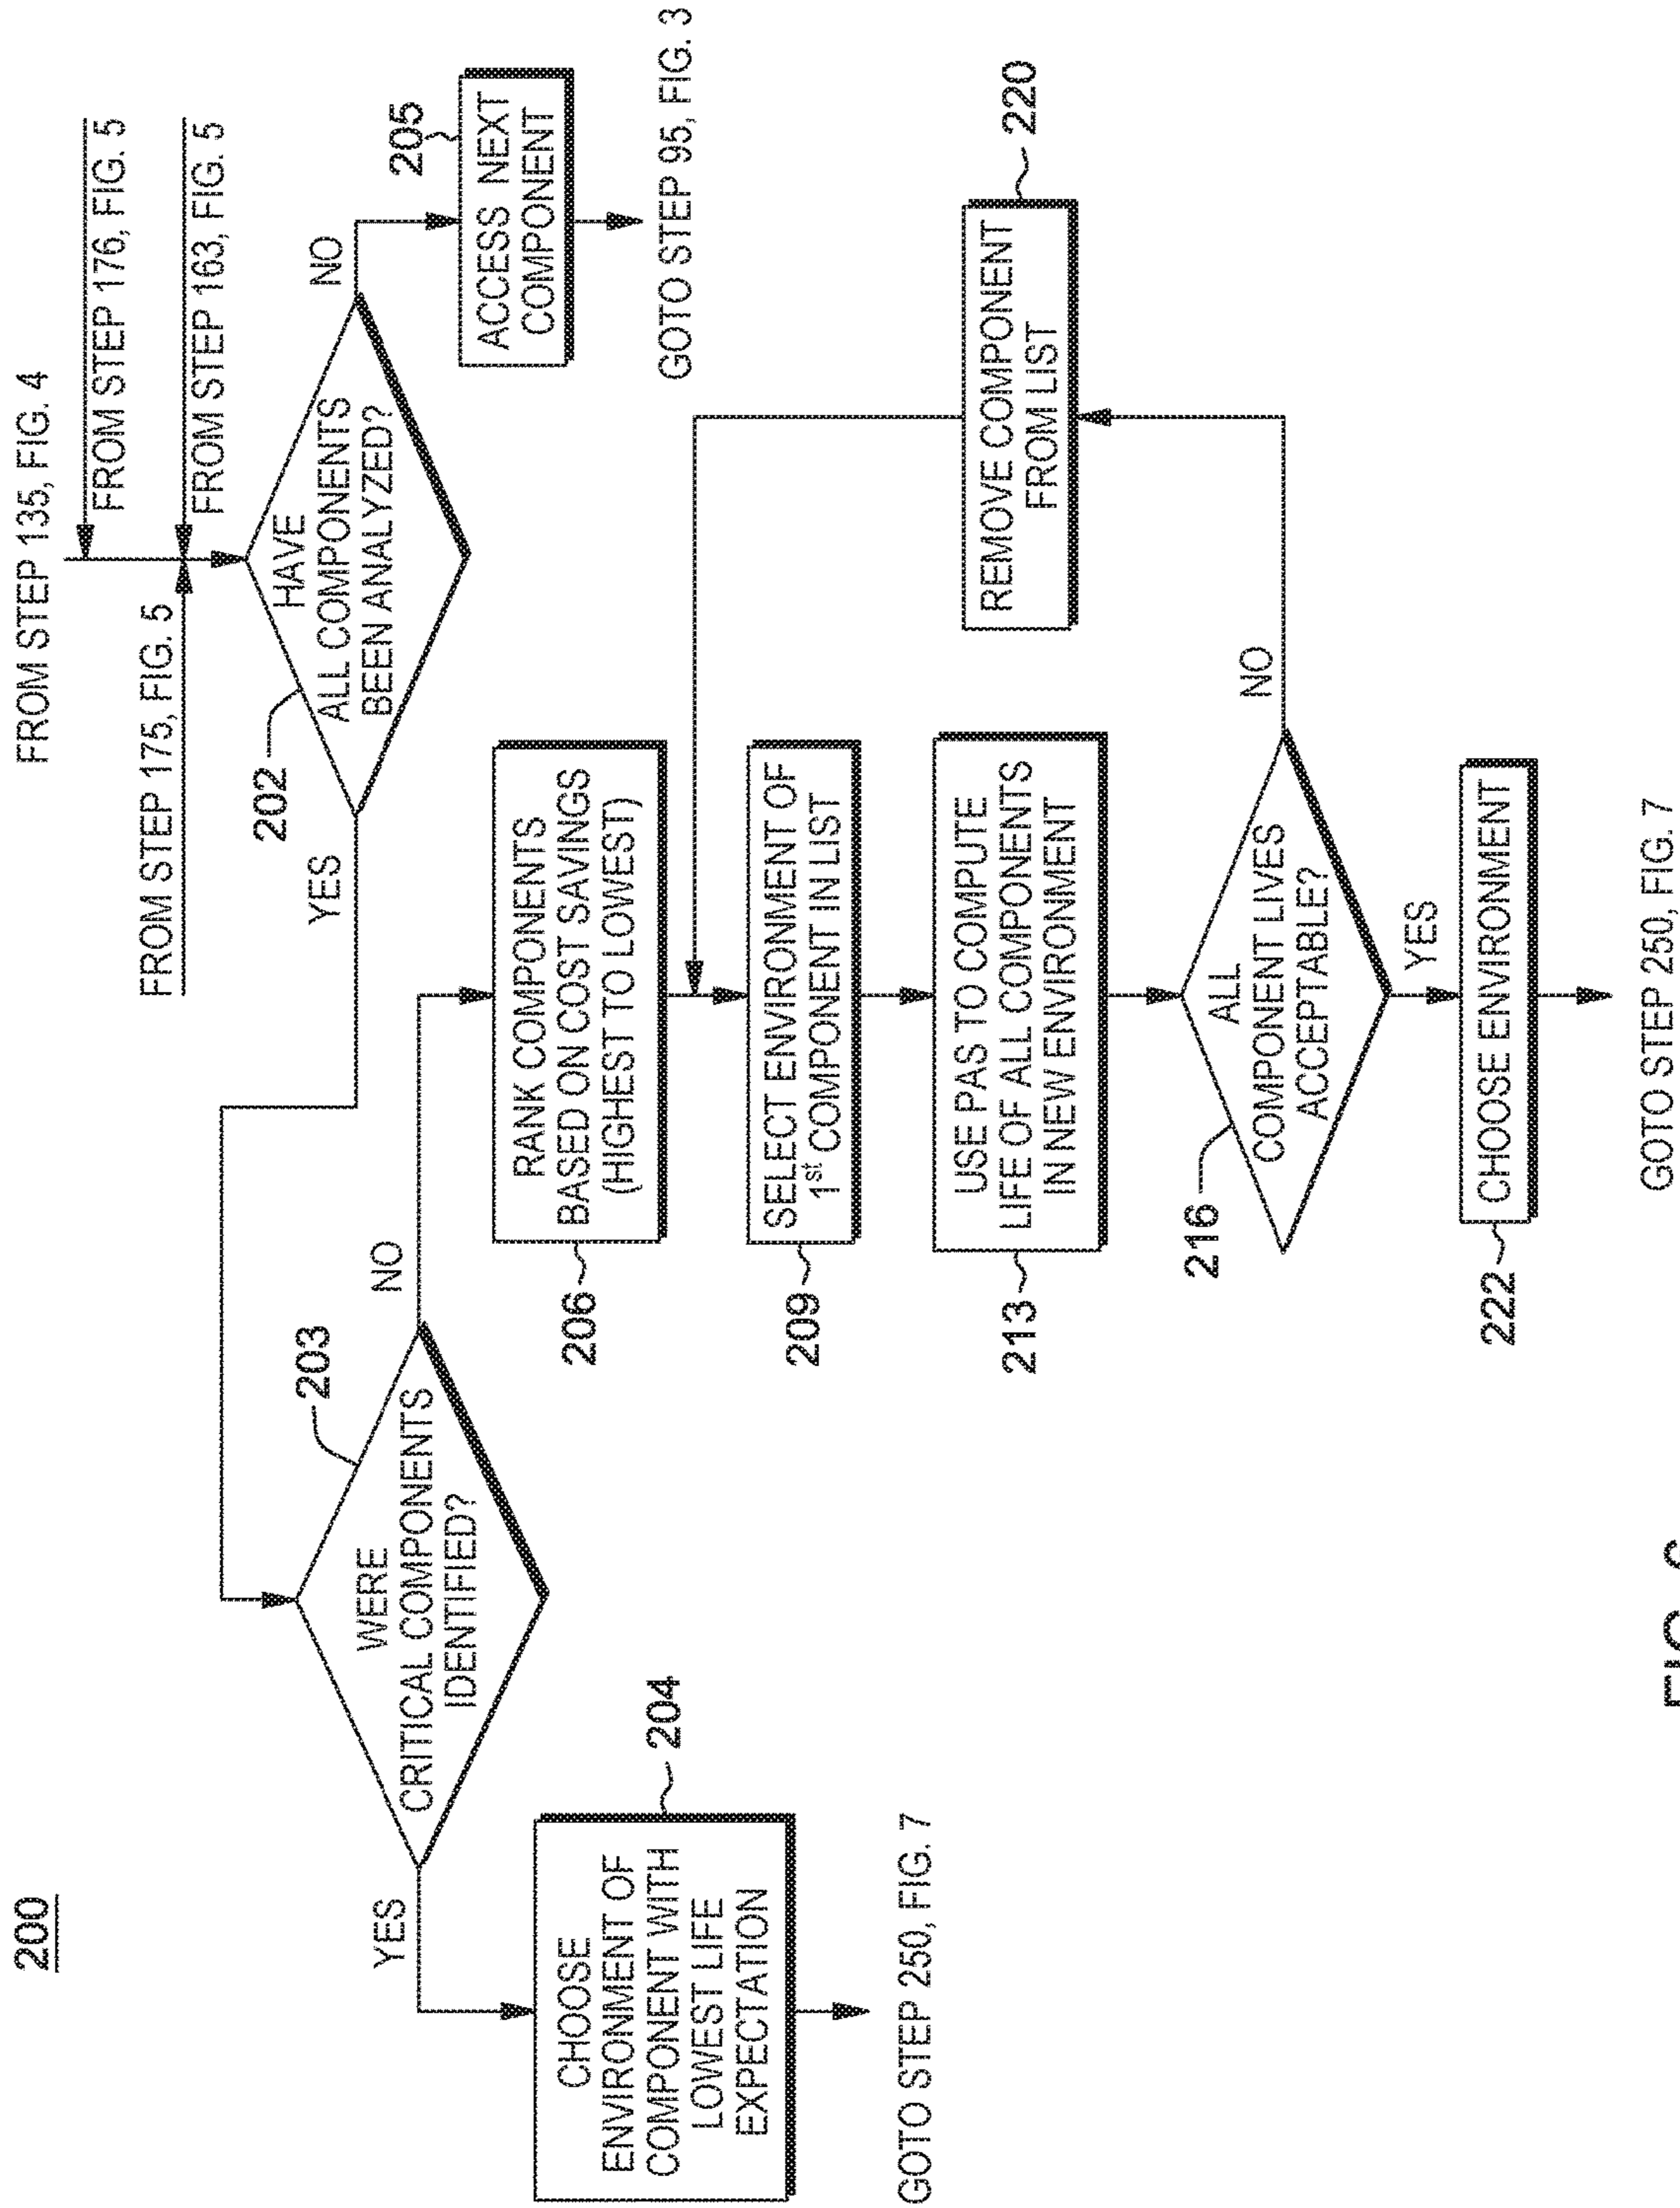 200
FROM STEP 135, FIG. 4
FROM STEP 176, FIG. 5
FROM STEP 175, FIG. 5
FROM STEP 163, FIG. 5
202
HAVE
ALL COMPONENTS
BEEN ANALYZED?
YES
NO
205
ACCESS NEXT
COMPONENT
GOTO STEP 95, FIG. 3
203
WERE
CRITICAL COMPONENTS
IDENTIFIED?
YES
NO
204
CHOOSE
ENVIRONMENT OF
COMPONENT WITH
LOWEST LIFE
EXPECTATION
GOTO STEP 250, FIG. 7
206
RANK COMPONENTS
BASED ON COST SAVINGS
(HIGHEST TO LOWEST)
209
SELECT ENVIRONMENT OF
1st COMPONENT IN LIST
213
USE PAS TO COMPUTE
LIFE OF ALL COMPONENTS
IN NEW ENVIRONMENT
216
ALL
COMPONENT LIVES
ACCEPTABLE?
NO
220
REMOVE COMPONENT
FROM LIST
YES
222
CHOOSE ENVIRONMENT
GOTO STEP 250, FIG. 7